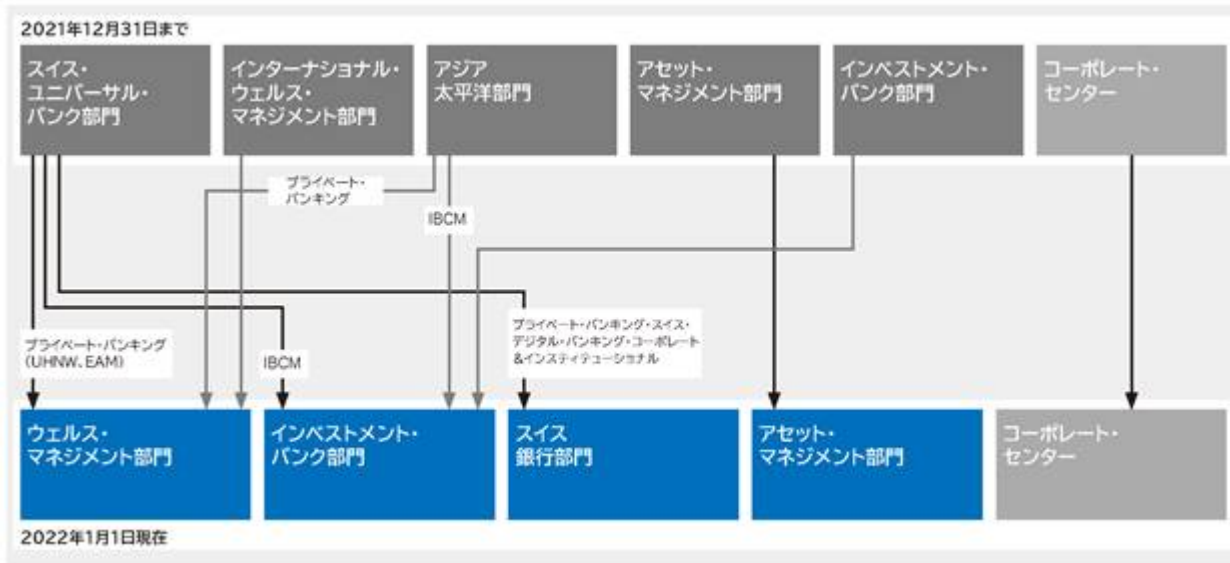 2021年12月31日まで
スイス・
ユニバーサル・
バンク部門
インターナショナル・
ウェルス・
マネジメント部門
アジア
太平洋部門
アセット・
マネジメント部門
インベストメント・
バンク部門
コーポレート・
センター
プライベート・
バンキング
IBCM
プライベート・バンキング
(UHNW、EAM)
IBCM
プライベート・バンキング・スイス・
デジタル・バンキング・コーポレート
&インスティテューショナル
ウェルス・
マネジメント部門
インベストメント・
バンク部門
スイス
銀行部門
アセット・
マネジメント部門
コーポレート・
センター
2022年1月1日現在